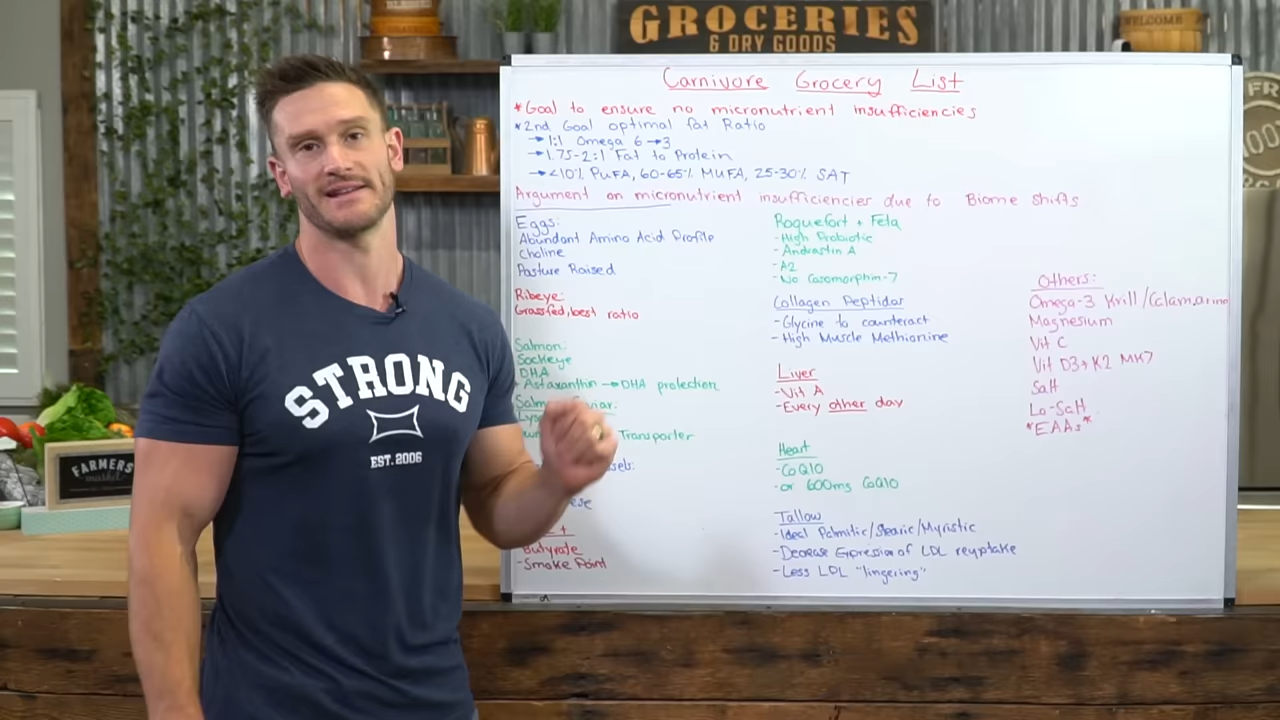 GROCERIES
& DRY GOODS
WELCOME
FR
Carnivore Grocery List
*Goal to ensure no micronutrient insufficiencies
*2nd Goal optimal fat Ratio
→1:1 Omega 6→3
→1.75-2:1 Fat to Protein
→<10% PUFA, 60-65% MUFA, 25-30% SAT
Argument on micronutrient insufficiencies due to Biome Shifts
Eggs:
Abundant Amino Acid Profile
Choline
Pasture Raised
Ribeye:
Grassfed, best ratio
Salmon:
Sockeye
DHA
Astaxanthin →DHA protection
Salm viar:
Lys
Transporter
sels:
ese
+
Butyrate
-Smoke Point
Roquefort + Feta
-High Probiotic
-Andrastin A
-A2
-No Casomorphin-7
Collagen Peptides
-Glycine to counteract
-High Muscle Methionine
Liver
-Vit A
-Every other day
Heart
-CoQ10
-or 600mg CoQ10
Tallow
-Ideal Palmitic/Stearic/Myristic
-Decrease Expression of LDL reuptake
-Less LDL "lingering"
Others:
Omega-3 Krill/Calamarine
Magnesium
Vit C
Vit D3+K2 MK7
Salt
Lo-Salt
*EAAs*
STRONG
EST. 2006
FARMERS
market